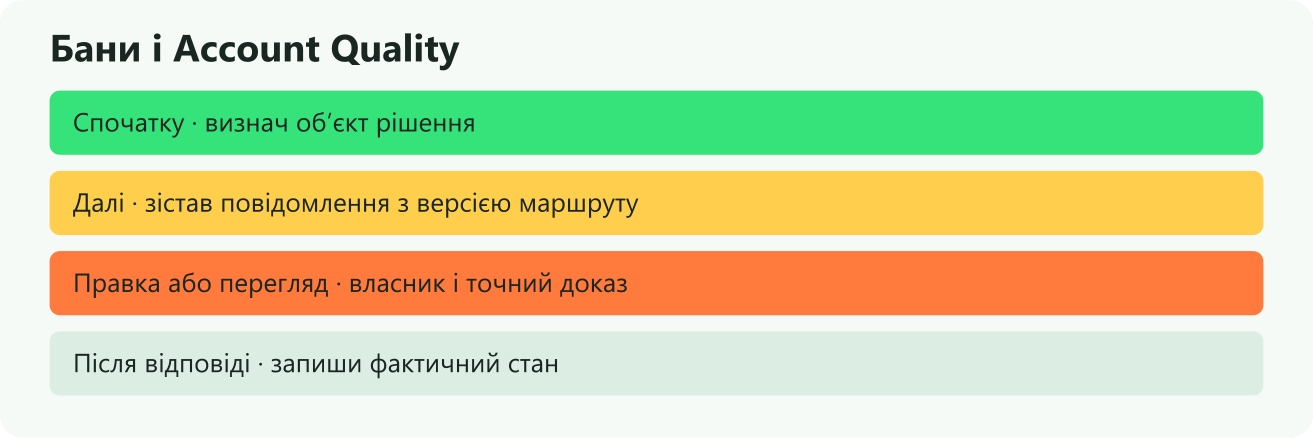 Бани і Account Quality
Спочатку · визнач об’єкт рішення
Далі · зістав повідомлення з версією маршруту
Правка або перегляд · власник і точний доказ
Після відповіді · запиши фактичний стан